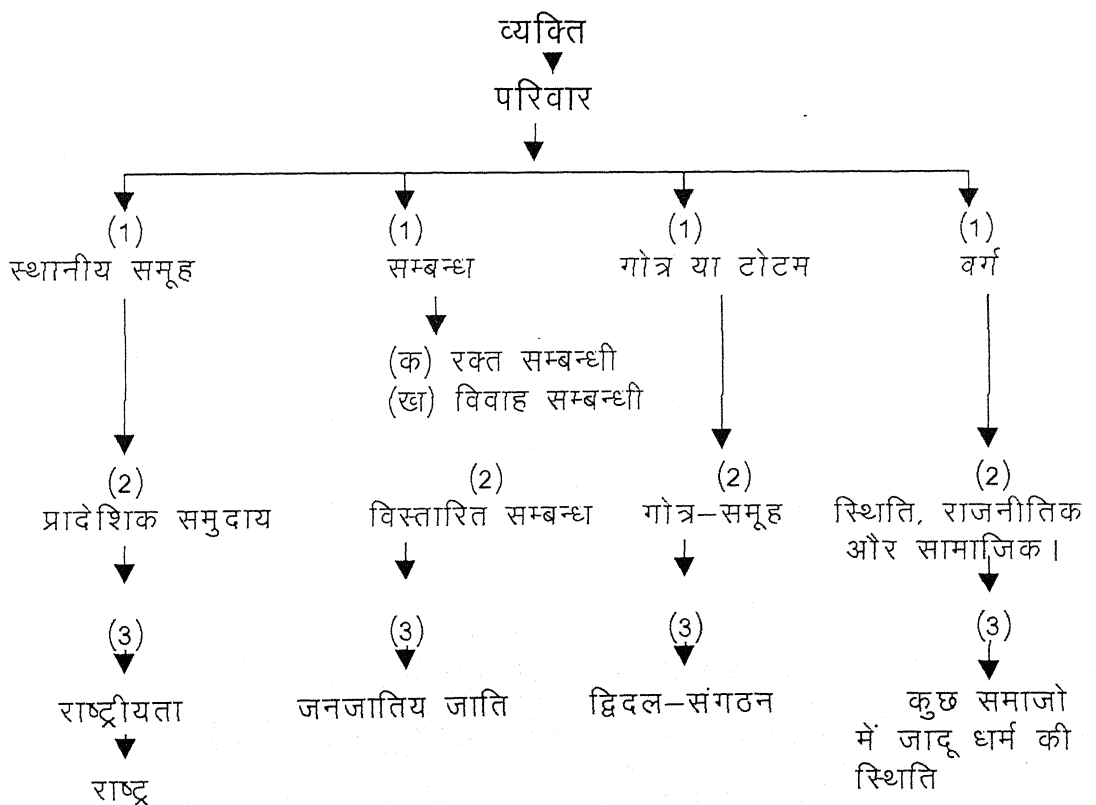 व्यक्ति
परिवार
(1)
स्थानीय समूह
(1)
सम्बन्ध
(1)
गोत्र या टोटम
(1)
वर्ग
(क) रक्त सम्बन्धी
(ख) विवाह सम्बन्धी
(2)
प्रादेशिक समुदाय
(2)
विस्तारित सम्बन्ध
(2)
गोत्र–समूह
(2)
स्थिति, राजनीतिक
और सामाजिक।
(3)
राष्ट्रीयता
(3)
जनजातिय जाति
(3)
द्विदल–संगठन
(3)
कुछ समाजो
में जादू धर्म की
स्थिति
राष्ट्र